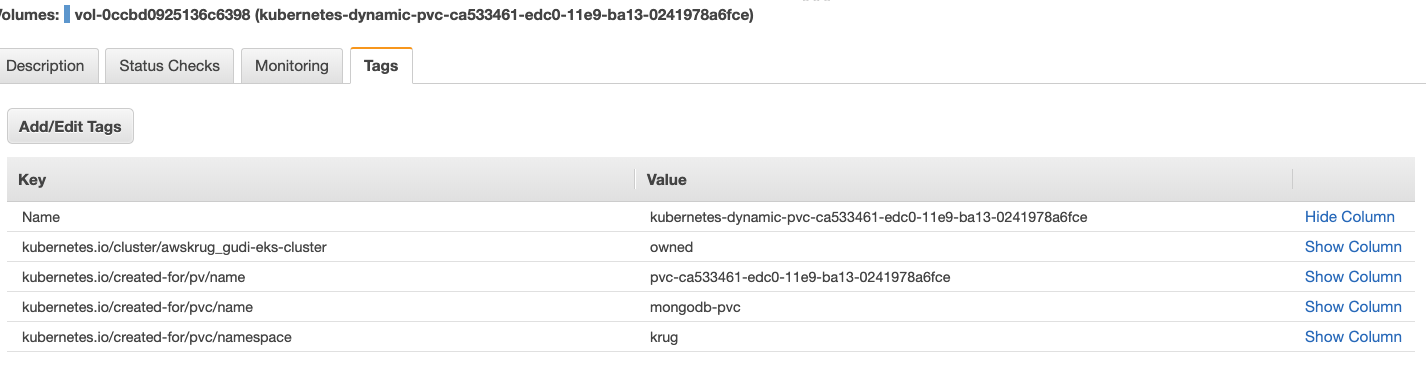 olumes: vol-0ccbd0925136c6398 (kubernetes-dynamic-pvc-ca533461-edc0-11e9-ba13-0241978a6fce)
Description Status Checks Monitoring Tags
Add/Edit Tags
Key Value
Name kubernetes-dynamic-pvc-ca533461-edc0-11e9-ba13-0241978a6fce Hide Column
kubernetes.io/cluster/awskrug_gudi-eks-cluster owned Show Column
kubernetes.io/created-for/pv/name pvc-ca533461-edc0-11e9-ba13-0241978a6fce Show Column
kubernetes.io/created-for/pvc/name mongodb-pvc Show Column
kubernetes.io/created-for/pvc/namespace krug Show Column